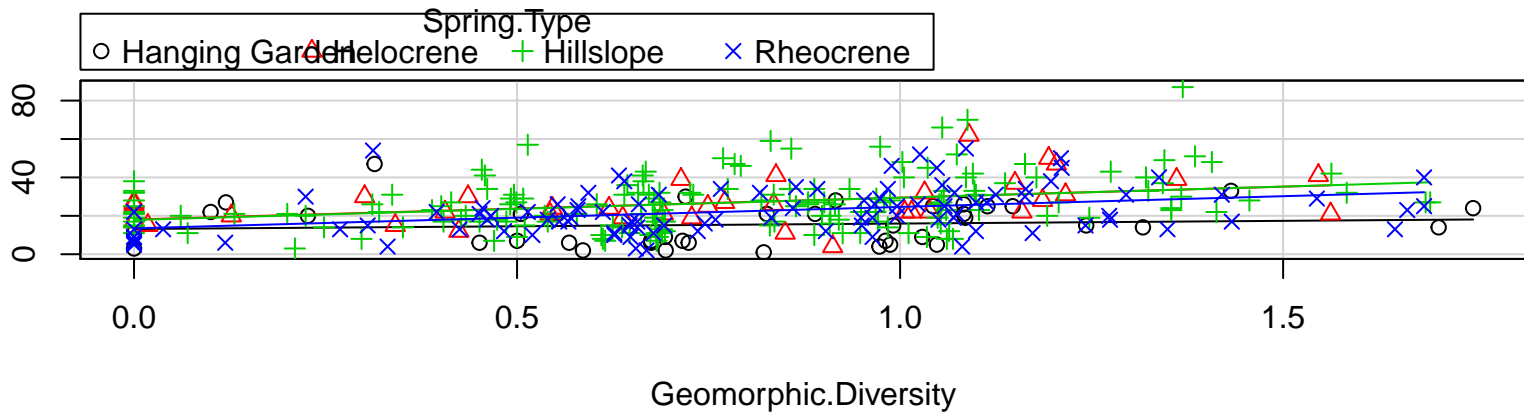 Spring.Type
Hanging Garden Helocrene Hillslope Rheocrene
80
40
0
0.0 0.5 1.0 1.5
Geomorphic.Diversity